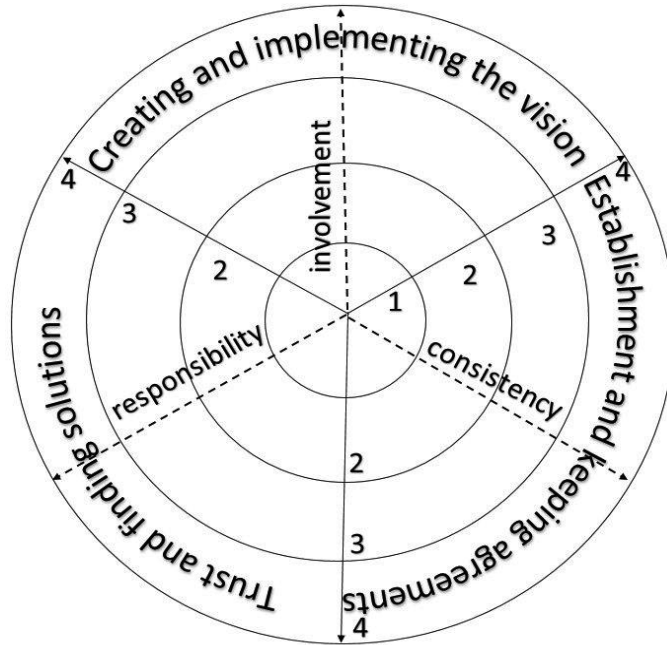 Creating and implementing the vision
Establishment and keeping agreements
Trust and finding solutions
involvement
consistency
responsibility
4
3
2
4
3
2
1
2
3
4